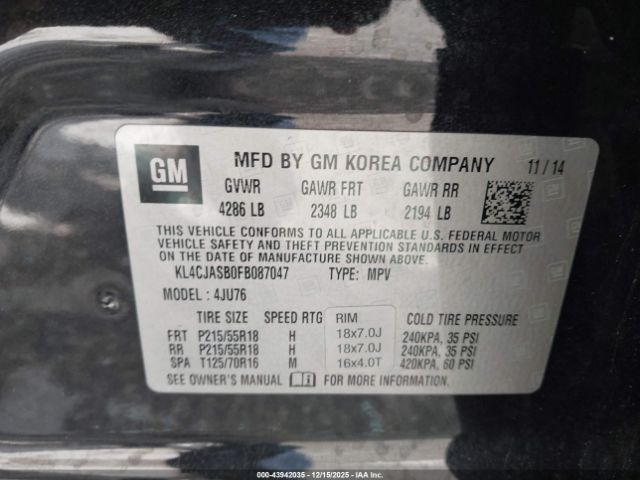 GM
MFD BY GM KOREA COMPANY 11/14
GVWR GAWR FRT GAWR RR
4286 LB 2348 LB 2194 LB
THIS VEHICLE CONFORMS TO ALL APPLICABLE U.S. FEDERAL MOTOR
VEHICLE SAFETY AND THEFT PREVENTION STANDARDS IN EFFECT
ON THE DATE OF MANUFACTURE SHOWN ABOVE.
KL4CJASB0FB087047 TYPE: MPV
MODEL: 4JU76
TIRE SIZE SPEED RTG RIM COLD TIRE PRESSURE
FRT P215/55R18 H 18x7.0J 240KPA, 35 PSI
RR P215/55R18 H 18x7.0J 240KPA, 35 PSI
SPA T125/70R16 M 16x4.0T 420KPA, 60 PSI
SEE OWNER'S MANUAL FOR MORE INFORMATION.
000-43942035 - 12/15/2025 - IAAI.COM